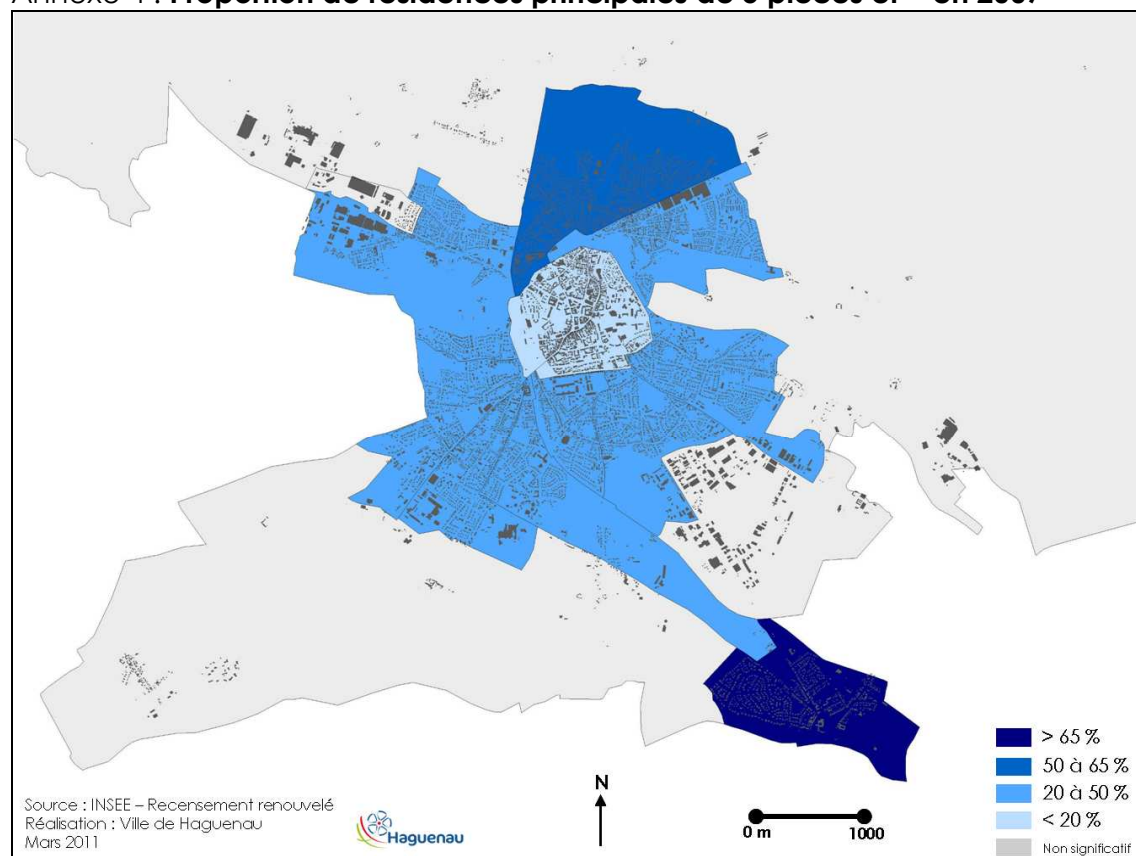 > 65 %
50 à 65 %
20 à 50 %
< 20 %
Non significatif
N
0 m 1000
Source : INSEE – Recensement renouvelé
Réalisation : Ville de Haguenau
Mars 2011
Haguenau